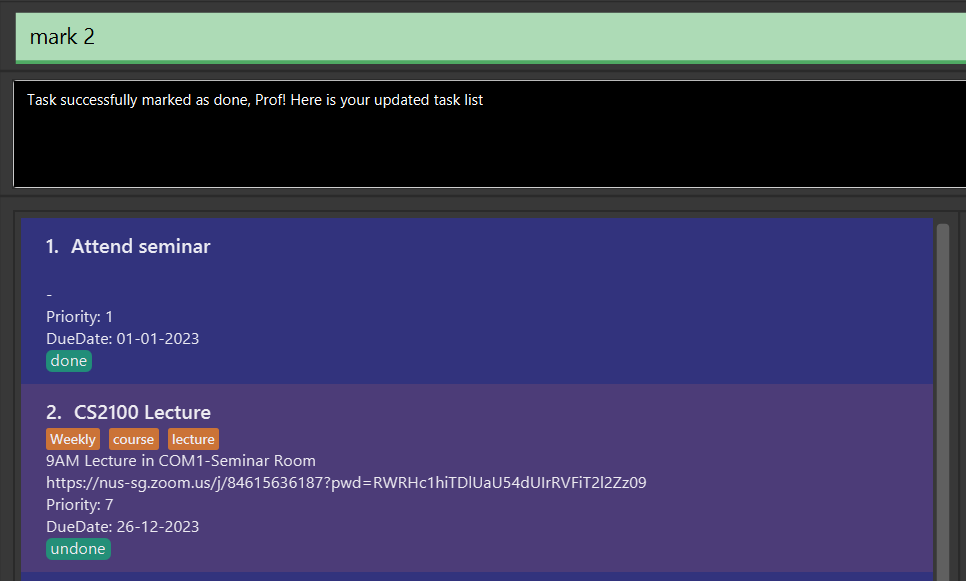 mark 2
Task successfully marked as done, Prof! Here is your updated task list
1. Attend seminar
-
Priority: 1
DueDate: 01-01-2023
done
2. CS2100 Lecture
Weekly course lecture
9AM Lecture in COM1-Seminar Room
https://nus-sg.zoom.us/j/84615636187?pwd=RWRHc1hiTDlUaU54dUIrRVFiT2l2Zz09
Priority: 7
DueDate: 26-12-2023
undone